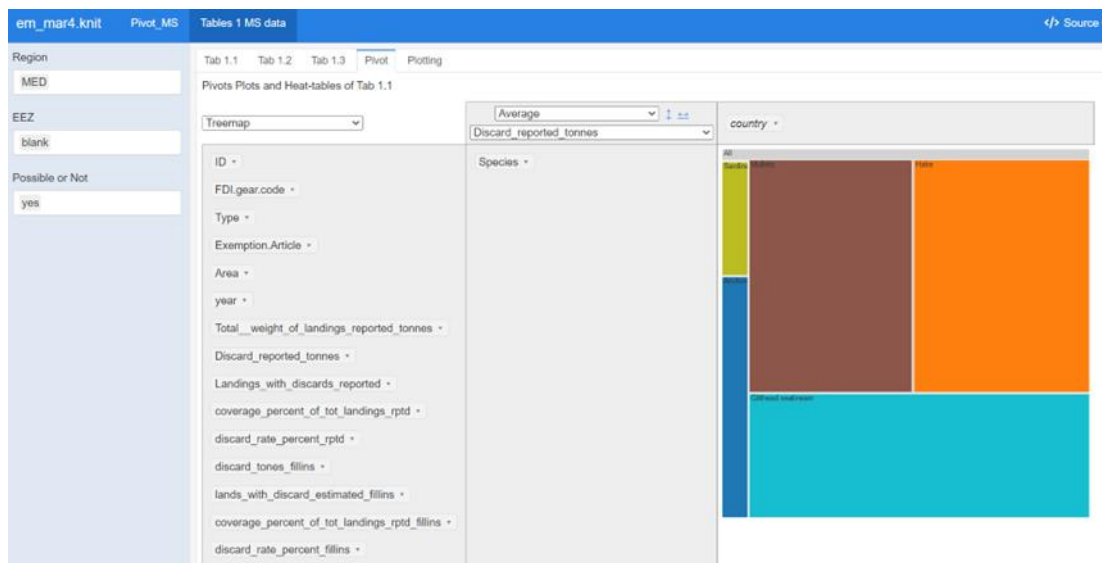 em_mar4.knit Pivot_MS Tables 1 MS data </> Source
Region
MED
EEZ
blank
Possible or Not
yes
Tab 1.1 Tab 1.2 Tab 1.3 Pivot Plotting
Pivots Plots and Heat-tables of Tab 1.1
Treemap
Average
Discard_reported_tonnes
country
ID
FDI.gear.code
Type
Exemption.Article
Area
year
Total__weight_of_landings_reported_tonnes
Discard_reported_tonnes
Landings_with_discards_reported
coverage_percent_of_tot_landings_rptd
discard_rate_percent_rptd
discard_tones_fillins
lands_with_discard_estimated_fillins
coverage_percent_of_tot_landings_rptd_fillins
discard_rate_percent_fillins
Species
All
Hake
Gilthead seabream